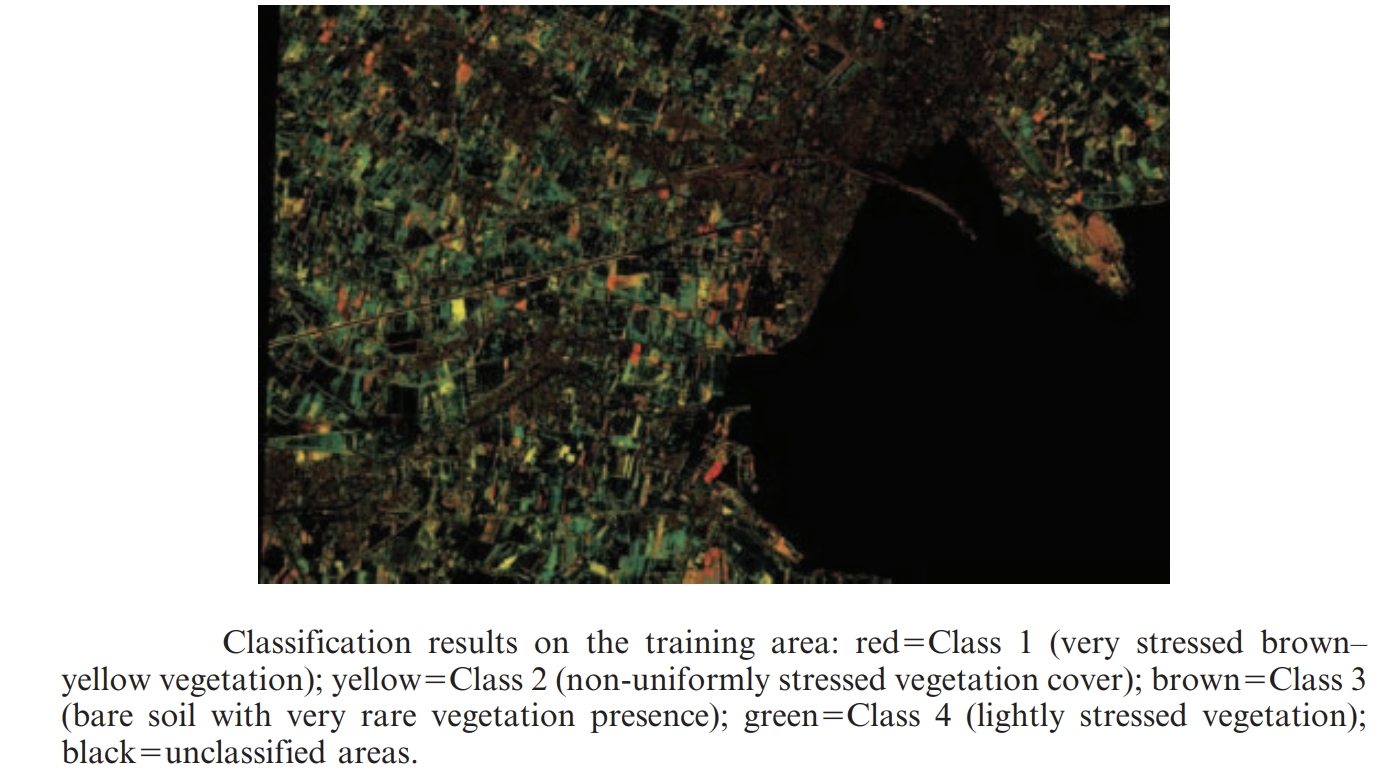 Classification results on the training area: red=Class 1 (very stressed brown–
yellow vegetation); yellow=Class 2 (non-uniformly stressed vegetation cover); brown=Class 3
(bare soil with very rare vegetation presence); green=Class 4 (lightly stressed vegetation);
black=unclassified areas.